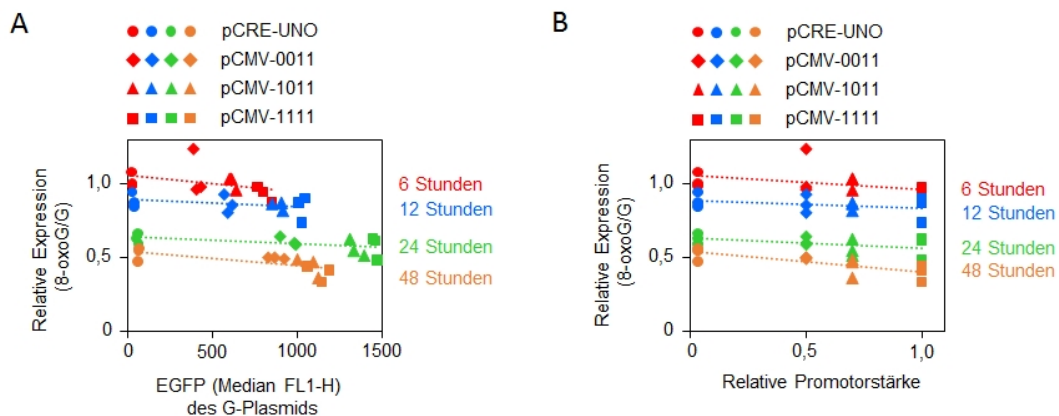 A
pCRE-UNO
pCMV-0011
pCMV-1011
pCMV-1111
Relative Expression
(8-oxoG/G)
1,0
0,5
0
0
500
1000
1500
EGFP (Median FL1-H)
des G-Plasmids
6 Stunden
12 Stunden
24 Stunden
48 Stunden
B
pCRE-UNO
pCMV-0011
pCMV-1011
pCMV-1111
Relative Expression
(8-oxoG/G)
1,0
0,5
0
0
0,5
1,0
Relative Promotorstärke
6 Stunden
12 Stunden
24 Stunden
48 Stunden